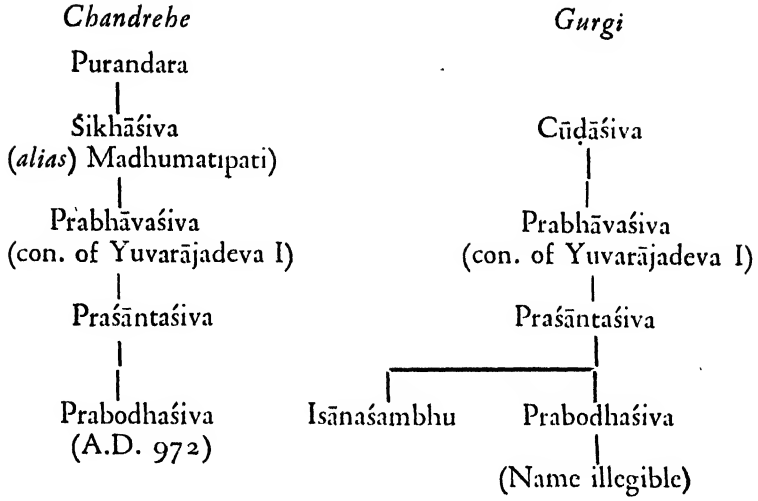 Chandrehe Gurgi
Purandara
Śikhāśiva Cūḍāśiva
(alias) Madhumatipati)
Prabhāvaśiva Prabhāvaśiva
(con. of Yuvarājadeva I) (con. of Yuvarājadeva I)
Praśāntaśiva Praśāntaśiva
Prabodhaśiva Isānaśambhu Prabodhaśiva
(A.D. 972)
(Name illegible)